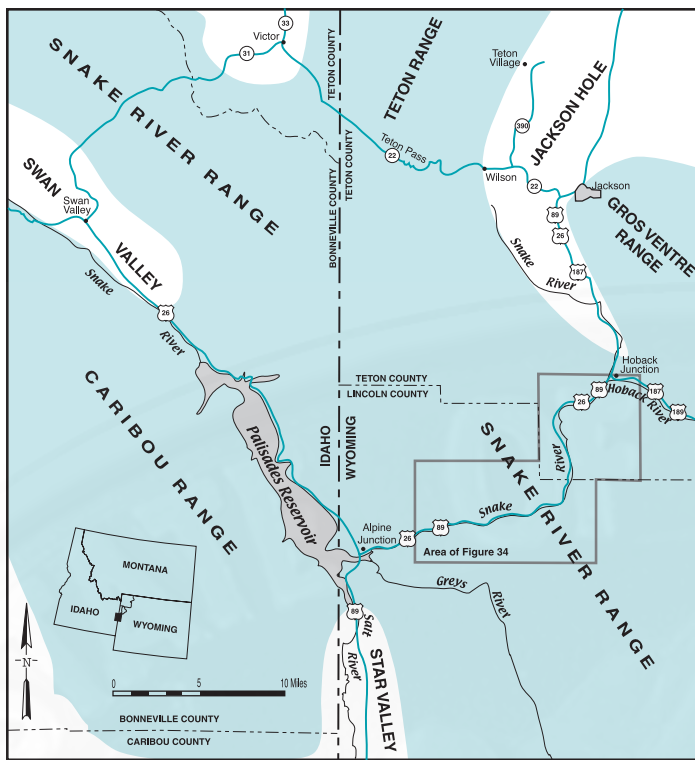 33
Victor
31
TETON COUNTY
TETON COUNTY
BONNEVILLE COUNTY
SNAKE RIVER RANGE
TETON RANGE
Teton
Village
390
JACKSON HOLE
Teton Pass
22
Wilson
22
Jackson
89
26
187
GROS VENTRE
RANGE
Snake
River
SWAN
VALLEY
Swan
Valley
Snake
River
26
Hoback
Junction
TETON COUNTY
LINCOLN COUNTY
89
26
187
189
Hoback River
CARIBOU RANGE
Palisades Reservoir
IDAHO
WYOMING
River
Snake
SNAKE RIVER RANGE
Alpine
Junction
26
89
Area of Figure 34
Greys
River
MONTANA
IDAHO
WYOMING
89
Salt
River
STAR VALLEY
N
0
5
10 Miles
BONNEVILLE COUNTY
CARIBOU COUNTY